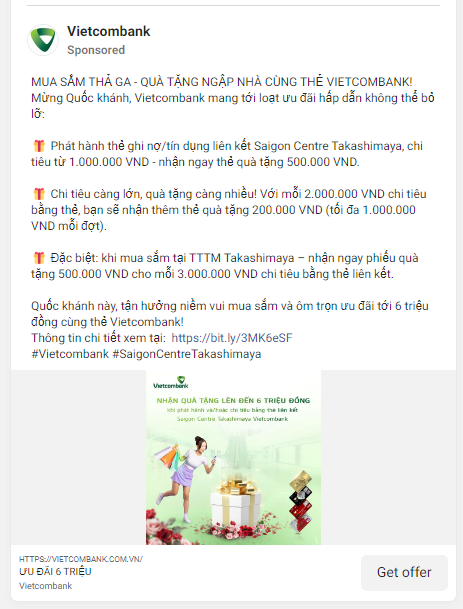 Vietcombank
Sponsored
MUA SẮM THẢ GA - QUÀ TẶNG NGẬP NHÀ CÙNG THẺ VIETCOMBANK!
Mừng Quốc khánh, Vietcombank mang tới loạt ưu đãi hấp dẫn không thể bỏ
lỡ:
🎁 Phát hành thẻ ghi nợ/tín dụng liên kết Saigon Centre Takashimaya, chi
tiêu từ 1.000.000 VND - nhận ngay thẻ quà tặng 500.000 VND.
🎁 Chi tiêu càng lớn, quà tặng càng nhiều! Với mỗi 2.000.000 VND chi tiêu
bằng thẻ, bạn sẽ nhận thêm thẻ quà tặng 200.000 VND (tối đa 1.000.000
VND mỗi đợt).
🎁 Đặc biệt: khi mua sắm tại TTTM Takashimaya – nhận ngay phiếu quà
tặng 500.000 VND cho mỗi 3.000.000 VND chi tiêu bằng thẻ liên kết.
Quốc khánh này, tận hưởng niềm vui mua sắm và ôm trọn ưu đãi tới 6 triệu
đồng cùng thẻ Vietcombank!
Thông tin chi tiết xem tại: https://bit.ly/3MK6eSF
#Vietcombank #SaigonCentreTakashimaya
Vietcombank
NHẬN QUÀ TẶNG LÊN ĐẾN 6 TRIỆU ĐỒNG
khi phát hành và/hoặc chi tiêu bằng thẻ liên kết
Saigon Centre Takashimaya Vietcombank
HTTPS://VIETCOMBANK.COM.VN/
ƯU ĐÃI 6 TRIỆU
Vietcombank
Get offer